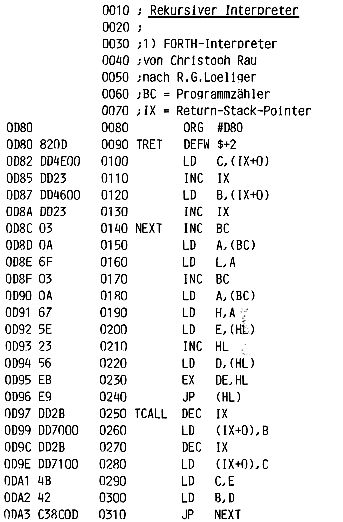 0010 ; Rekursiver Interpreter
0020 ;
0030 ;1) FORTH-Interpreter
0040 ;von Christoph Rau
0050 ;nach R.G.Loeliger
0060 ;BC = Programmzähler
0070 ;IX = Return-Stack-Pointer
0D80 0080 ORG #D80
0D80 820D 0090 TRET DEFW $+2
0D82 DD4E00 0100 LD C,(IX+0)
0D85 DD23 0110 INC IX
0D87 DD4600 0120 LD B,(IX+0)
0D8A DD23 0130 INC IX
0D8C 03 0140 NEXT INC BC
0D8D 0A 0150 LD A,(BC)
0D8E 6F 0160 LD L,A
0D8F 03 0170 INC BC
0D90 0A 0180 LD A,(BC)
0D91 67 0190 LD H,A
0D92 5E 0200 LD E,(HL)
0D93 23 0210 INC HL
0D94 56 0220 LD D,(HL)
0D95 EB 0230 EX DE,HL
0D96 E9 0240 JP (HL)
0D97 DD2B 0250 TCALL DEC IX
0D99 DD7000 0260 LD (IX+0),B
0D9C DD2B 0270 DEC IX
0D9E DD7100 0280 LD (IX+0),C
0DA1 4B 0290 LD C,E
0DA2 42 0300 LD B,D
0DA3 C38C0D 0310 JP NEXT